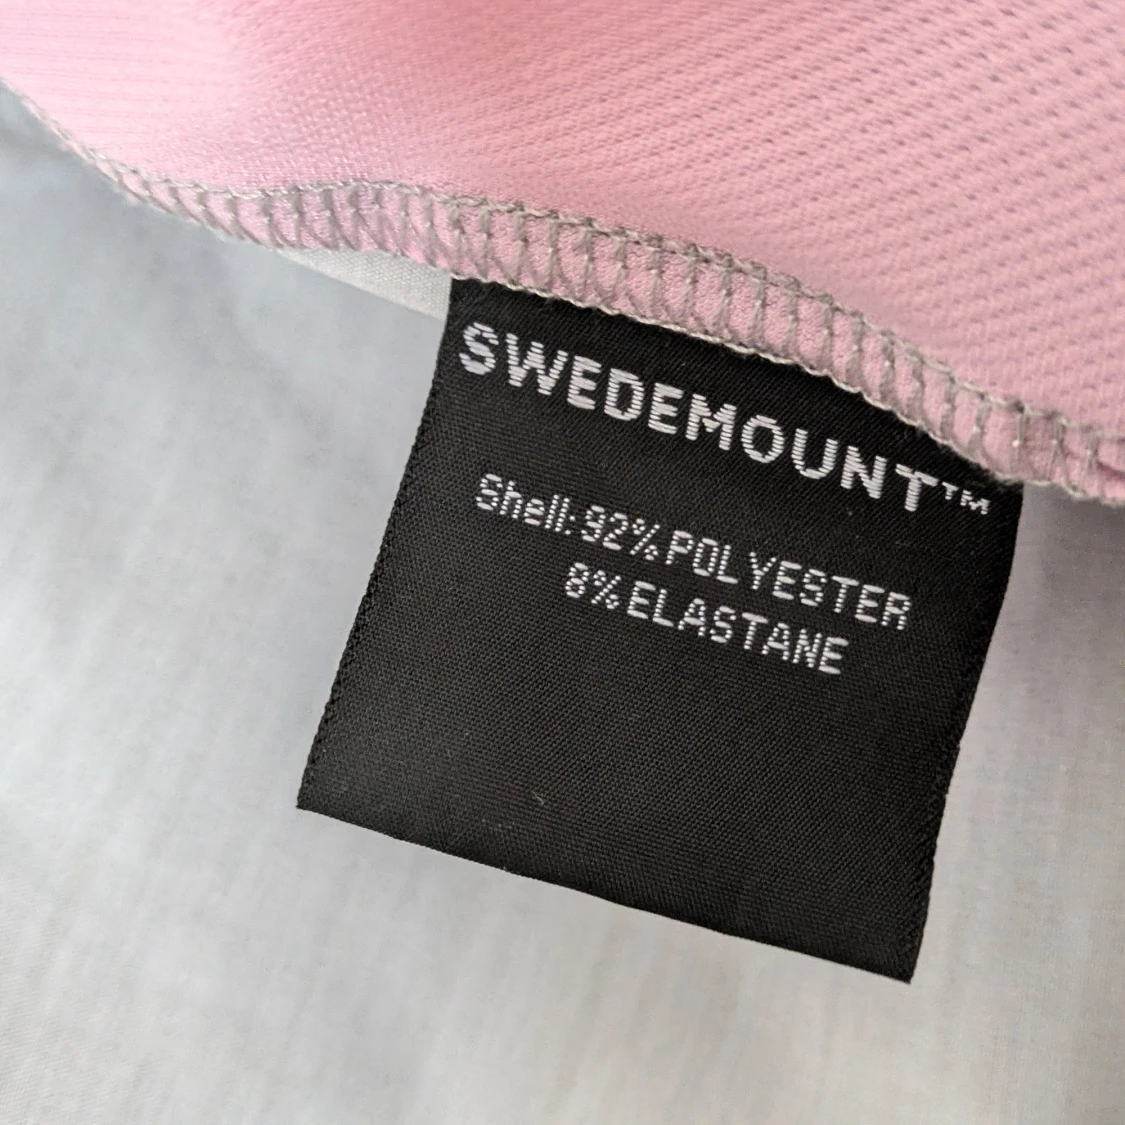 SWEDEMOUNT™
Shell: 92% POLYESTER
8% ELASTANE